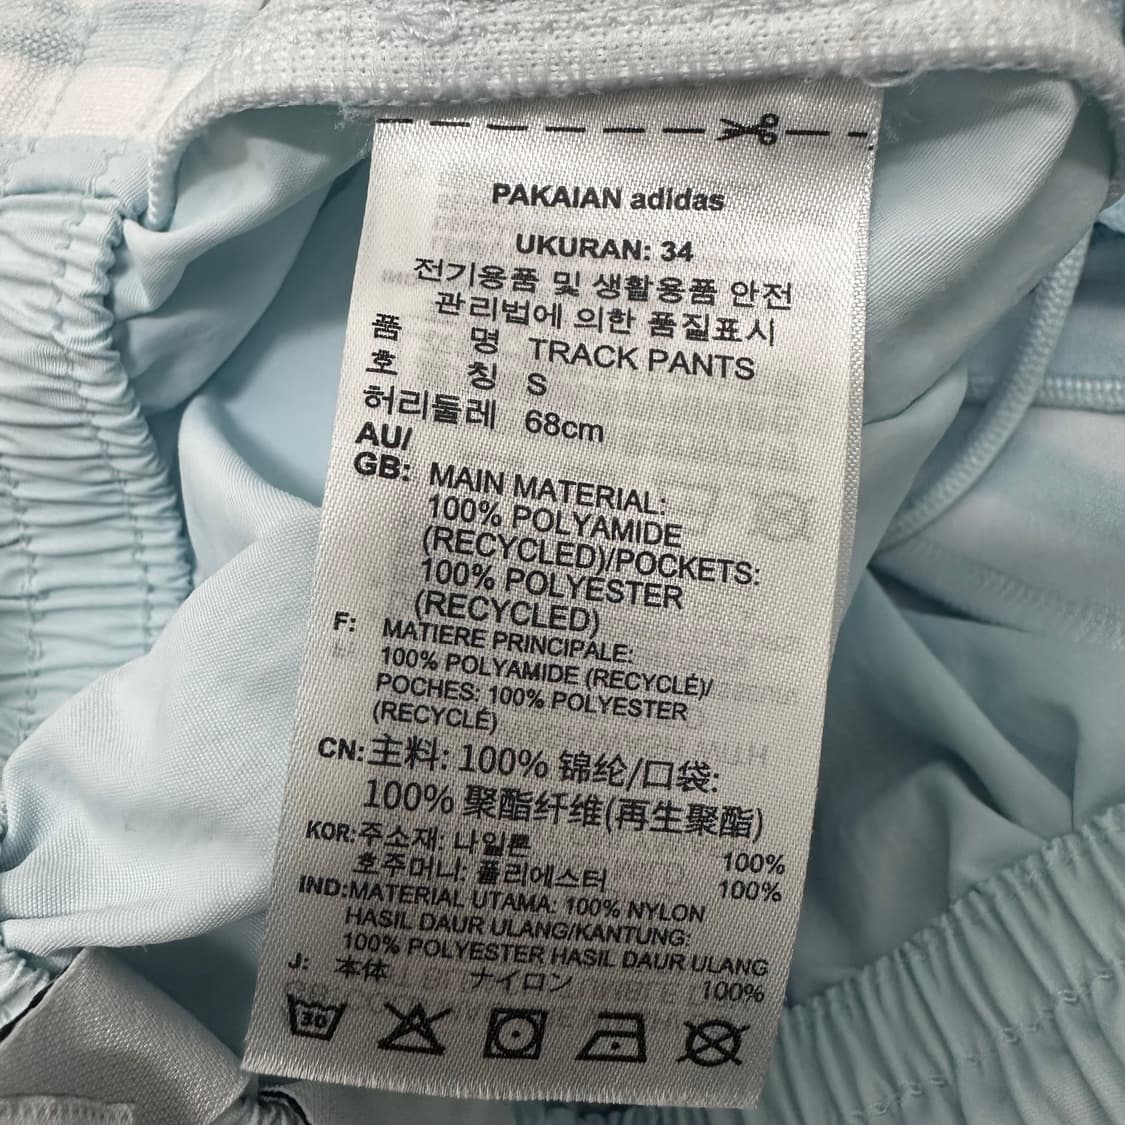 PAKAIAN adidas
UKURAN: 34
전기용품 및 생활용품 안전
관리법에 의한 품질표시
품 명 TRACK PANTS
호 칭 S
허리둘레 68cm
AU/
GB: MAIN MATERIAL:
100% POLYAMIDE
(RECYCLED)/POCKETS:
100% POLYESTER
(RECYCLED)
F: MATIERE PRINCIPALE:
100% POLYAMIDE (RECYCLÉ)/
POCHES: 100% POLYESTER
(RECYCLÉ)
CN: 主料: 100% 锦纶/口袋:
100% 聚酯纤维(再生聚酯)
KOR: 주소재: 나일론 100%
호주머니: 폴리에스터 100%
IND: MATERIAL UTAMA: 100% NYLON
HASIL DAUR ULANG/KANTUNG:
100% POLYESTER HASIL DAUR ULANG
J: 本体 ナイロン 100%
30